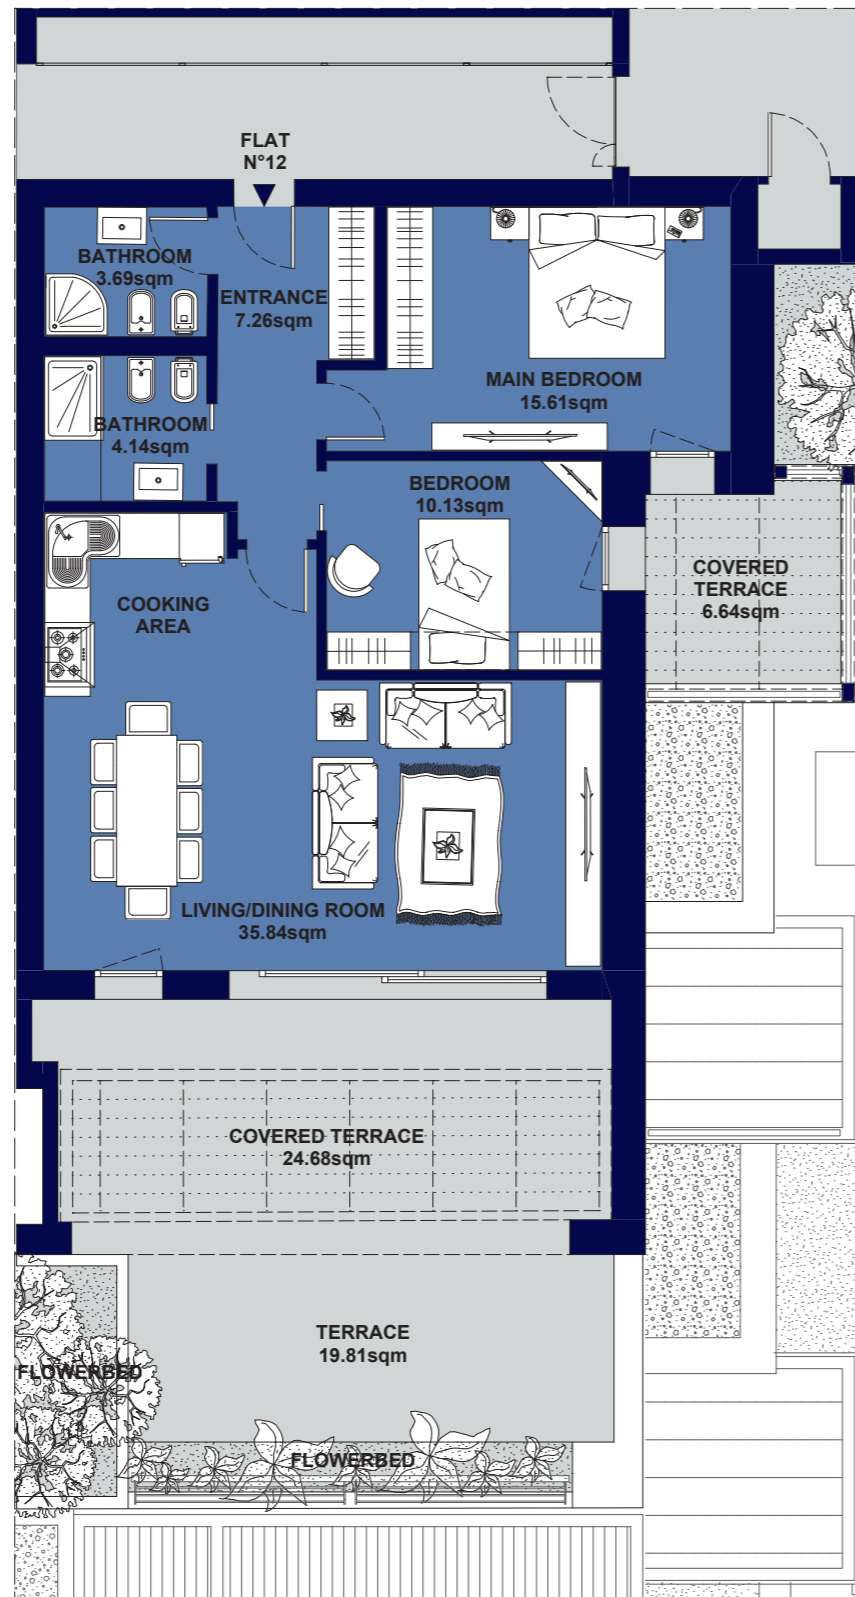 FLAT
N°12
BATHROOM
3.69sqm
ENTRANCE
7.26sqm
MAIN BEDROOM
15.61sqm
BATHROOM
4.14sqm
BEDROOM
10.13sqm
COVERED
TERRACE
6.64sqm
COOKING
AREA
LIVING/DINING ROOM
35.84sqm
COVERED TERRACE
24.68sqm
TERRACE
19.81sqm
FLOWERBED
FLOWERBED